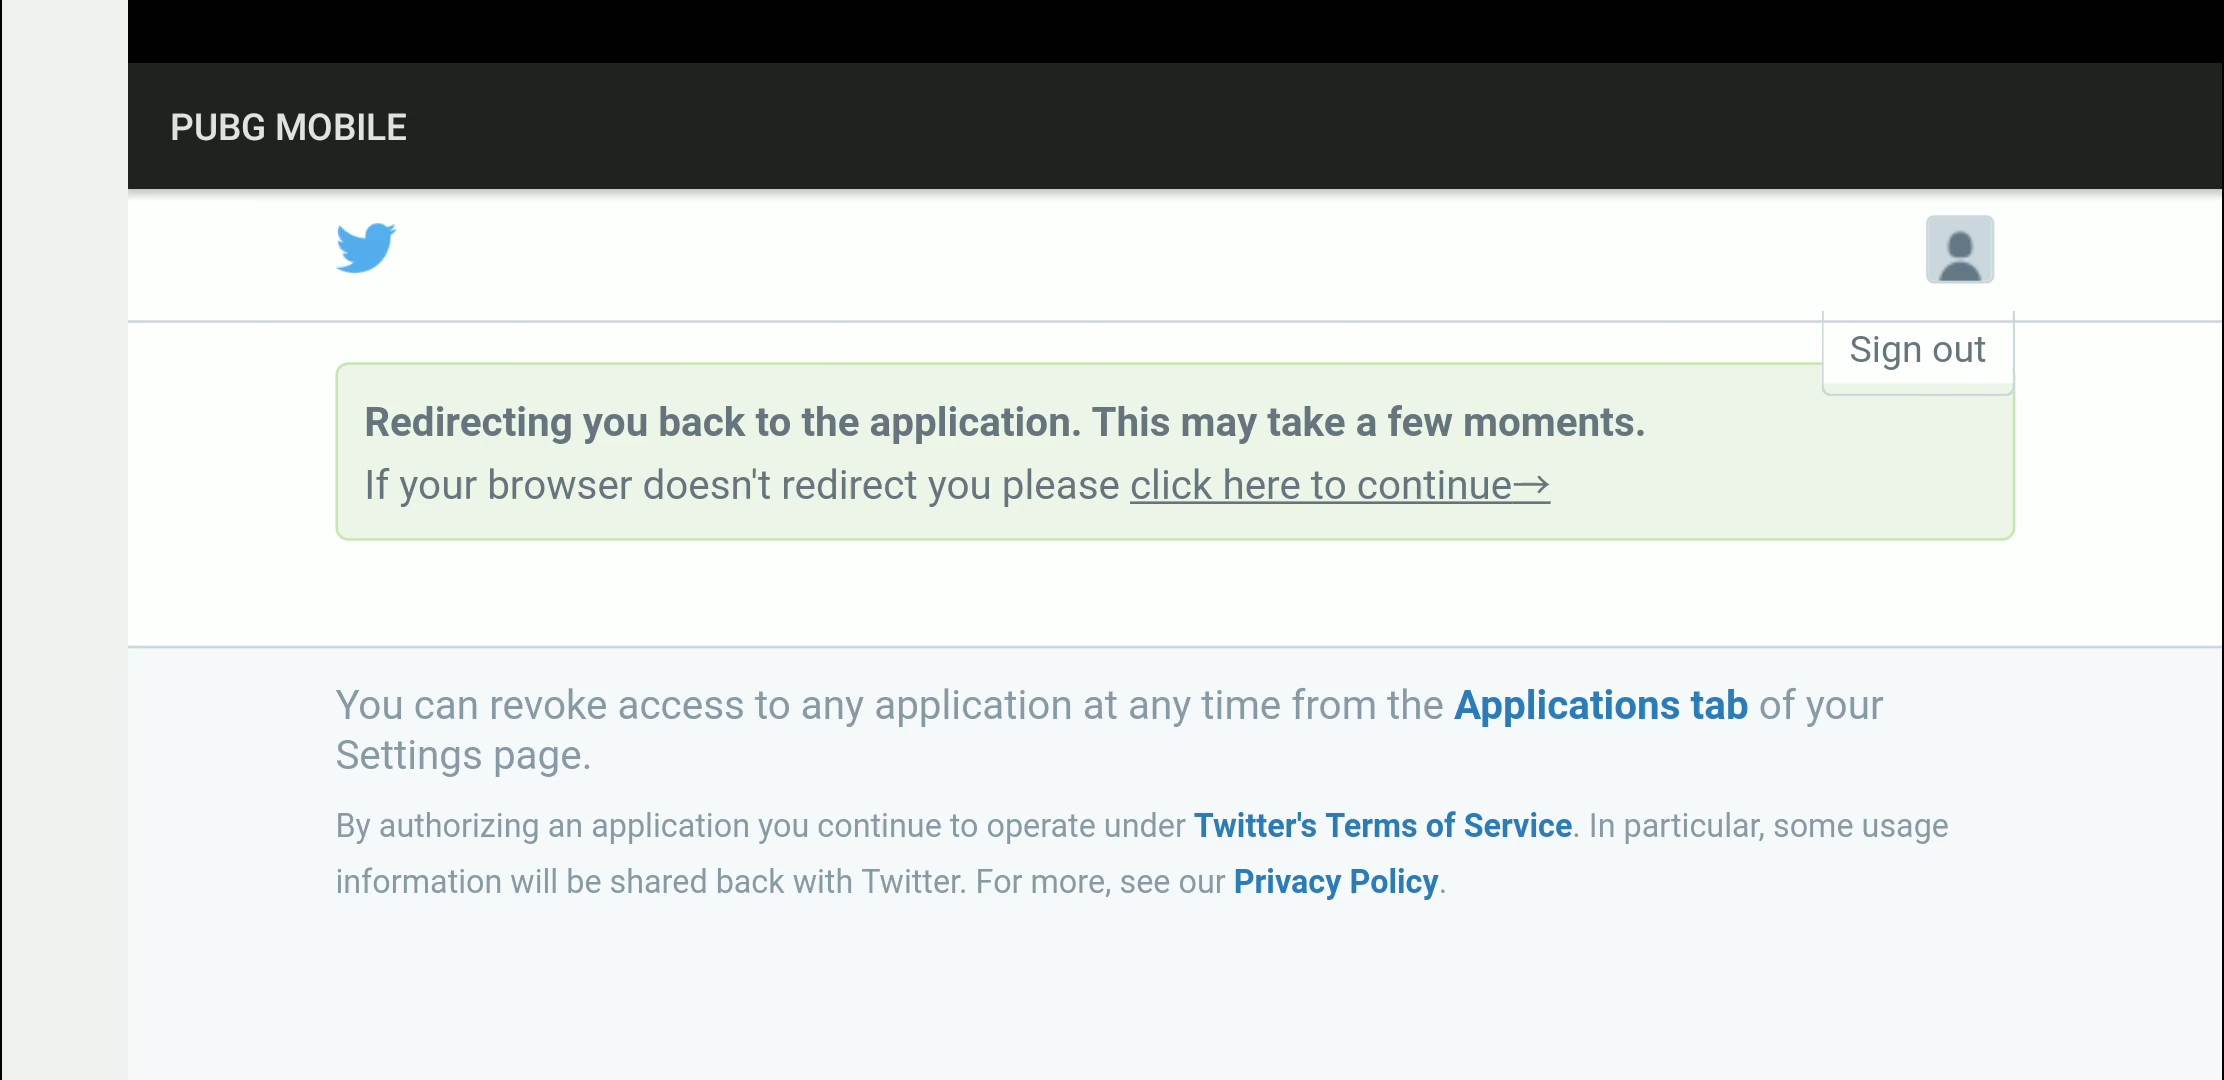 PUBG MOBILE
Sign out
Redirecting you back to the application. This may take a few moments.
If your browser doesn't redirect you please click here to continue→
You can revoke access to any application at any time from the Applications tab of your
Settings page.
By authorizing an application you continue to operate under Twitter's Terms of Service. In particular, some usage
information will be shared back with Twitter. For more, see our Privacy Policy.